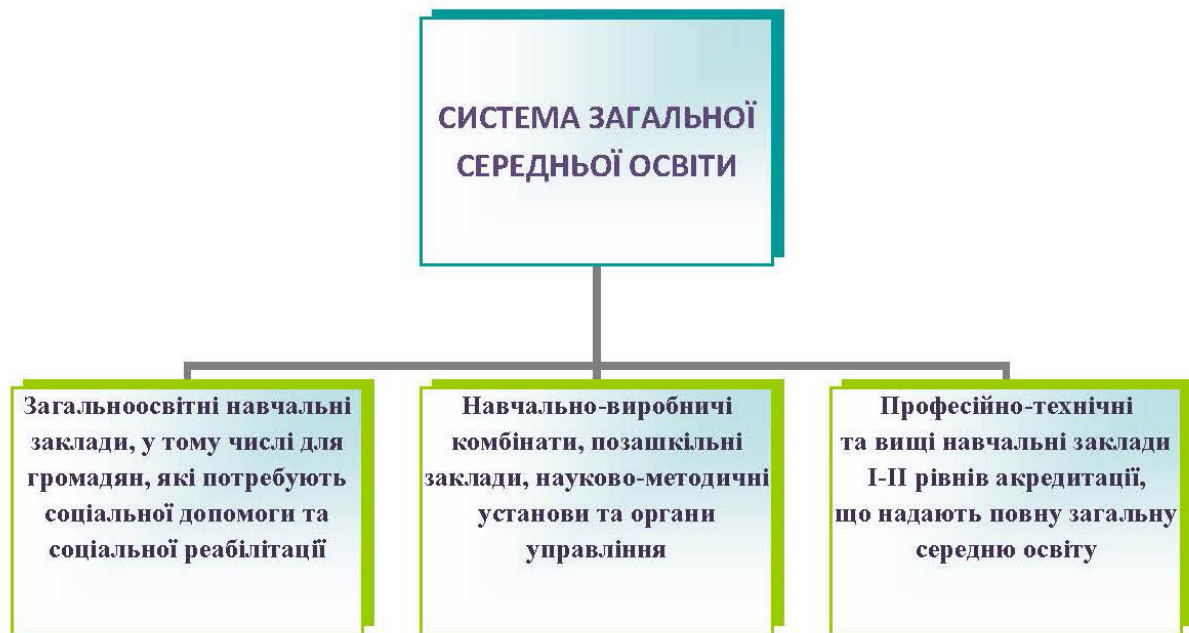 СИСТЕМА ЗАГАЛЬНОЇ
СЕРЕДНЬОЇ ОСВІТИ
Загальноосвітні навчальні
заклади, у тому числі для
громадян, які потребують
соціальної допомоги та
соціальної реабілітації
Навчально-виробничі
комбінати, позашкільні
заклади, науково-методичні
установи та органи
управління
Професійно-технічні
та вищі навчальні заклади
І-ІІ рівнів акредитації,
що надають повну загальну
середню освіту